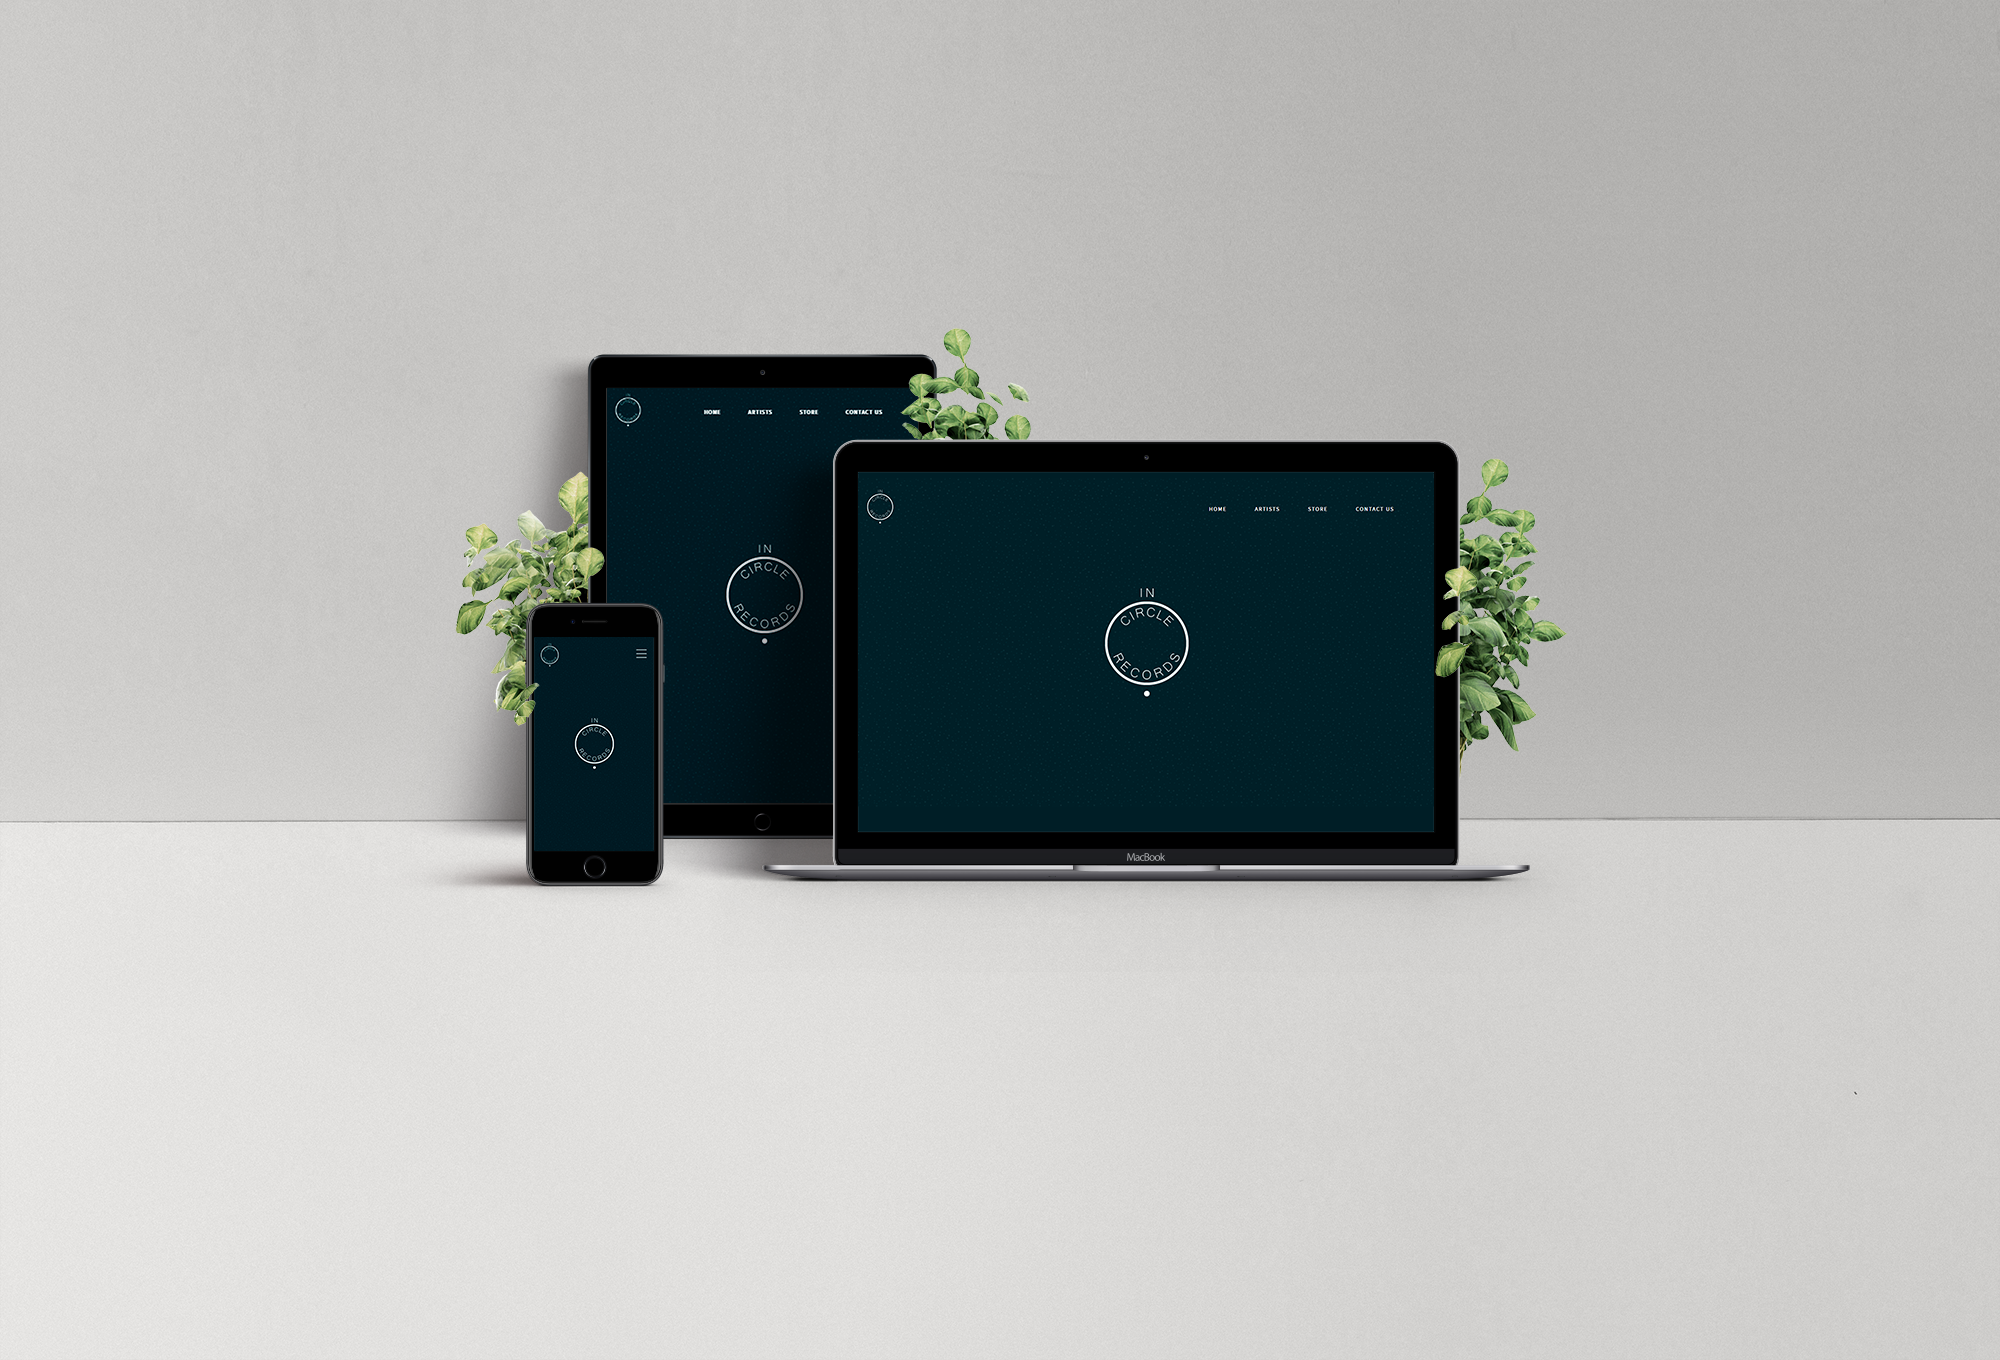 HOME ARTISTS STORE CONTACT US
IN
CIRCLE
RECORDS
HOME ARTISTS STORE CONTACT US
IN
CIRCLE
RECORDS
MacBook
IN
CIRCLE
RECORDS